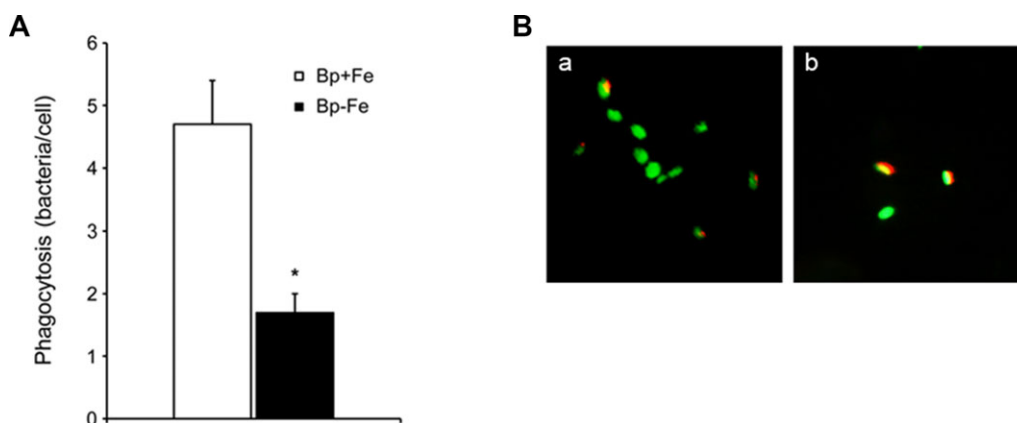 A
Phagocytosis (bacteria/cell)
6
5
4
3
2
1
0
Bp+Fe
Bp-Fe
*
B
a
b